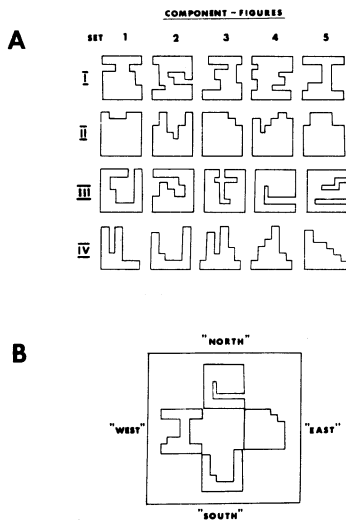 COMPONENT - FIGURES
A
SET 1 2 3 4 5
I
II
III
IV
B
"NORTH"
"WEST"
"EAST"
"SOUTH"